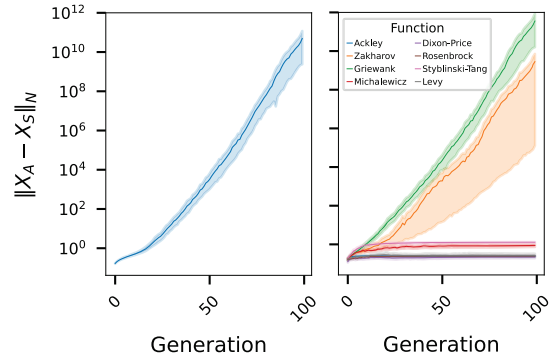 ‖X_A − X_S‖_N
10^12
10^10
10^8
10^6
10^4
10^2
10^0
0
50
100
Generation
Function
Ackley
Zakharov
Griewank
Michalewicz
Dixon-Price
Rosenbrock
Styblinski-Tang
Levy
0
50
100
Generation